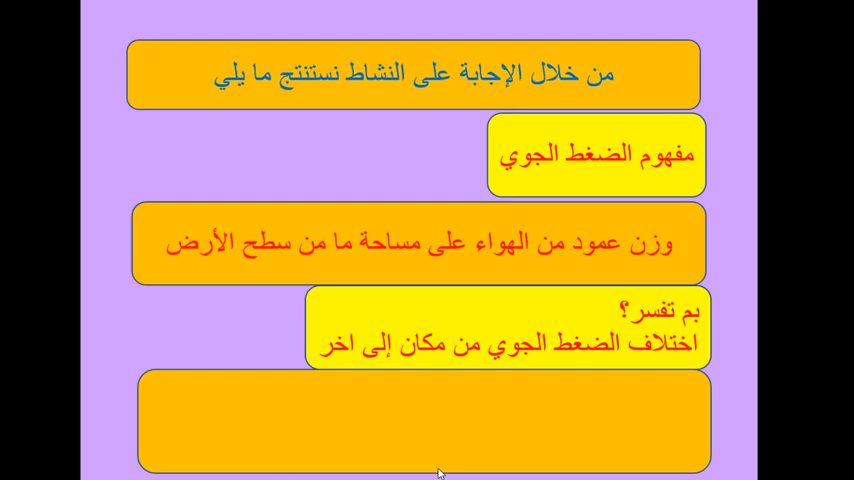 من خلال الإجابة على النشاط نستنتج ما يلي
مفهوم الضغط الجوي
وزن عمود من الهواء على مساحة ما من سطح الأرض
بم تفسر؟
اختلاف الضغط الجوي من مكان إلى اخر